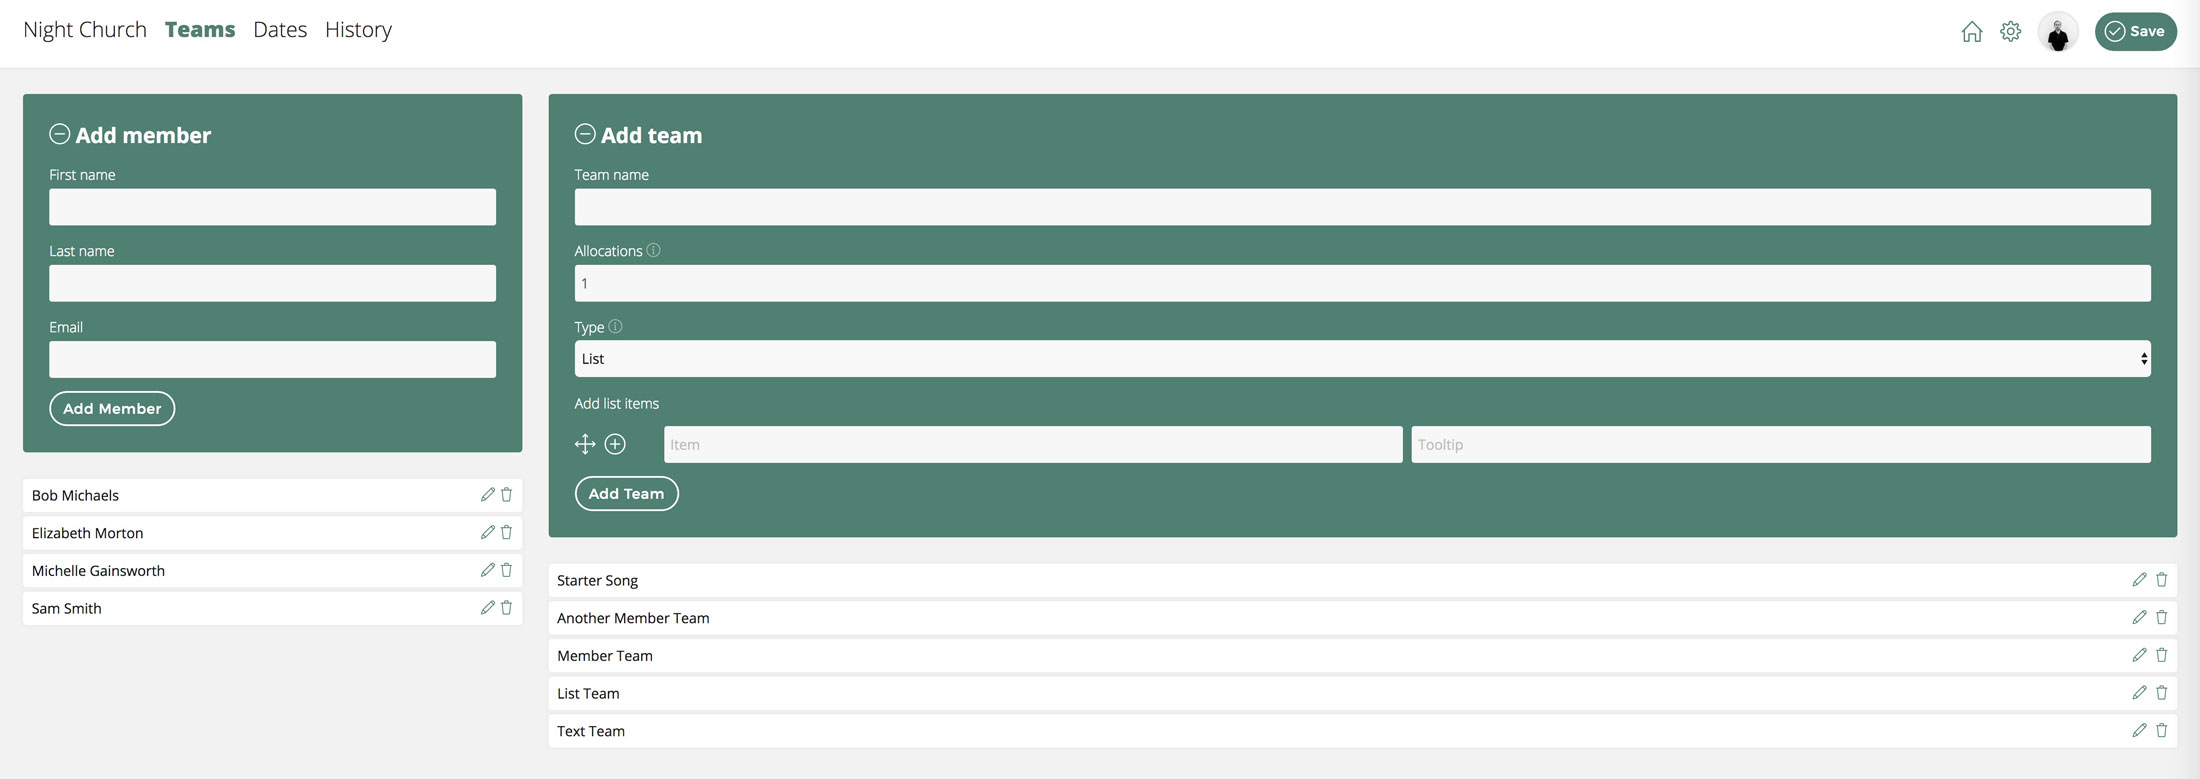 Night Church Teams Dates History
Save
Add member
First name
Last name
Email
Add Member
Bob Michaels
Elizabeth Morton
Michelle Gainsworth
Sam Smith
Add team
Team name
Allocations
1
Type
List
Add list items
Item Tooltip
Add Team
Starter Song
Another Member Team
Member Team
List Team
Text Team